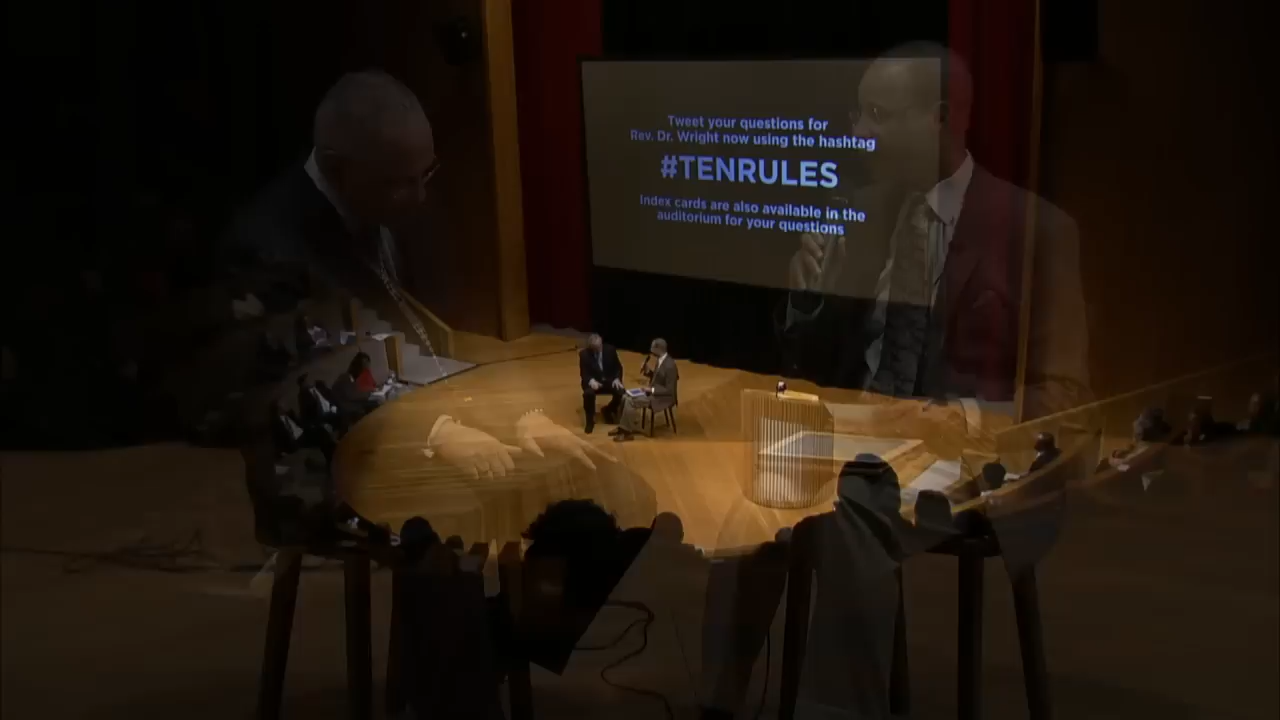 Tweet your questions for
Rev. Dr. Wright now using the hashtag
#TENRULES
Index cards are also available in the
auditorium for your questions